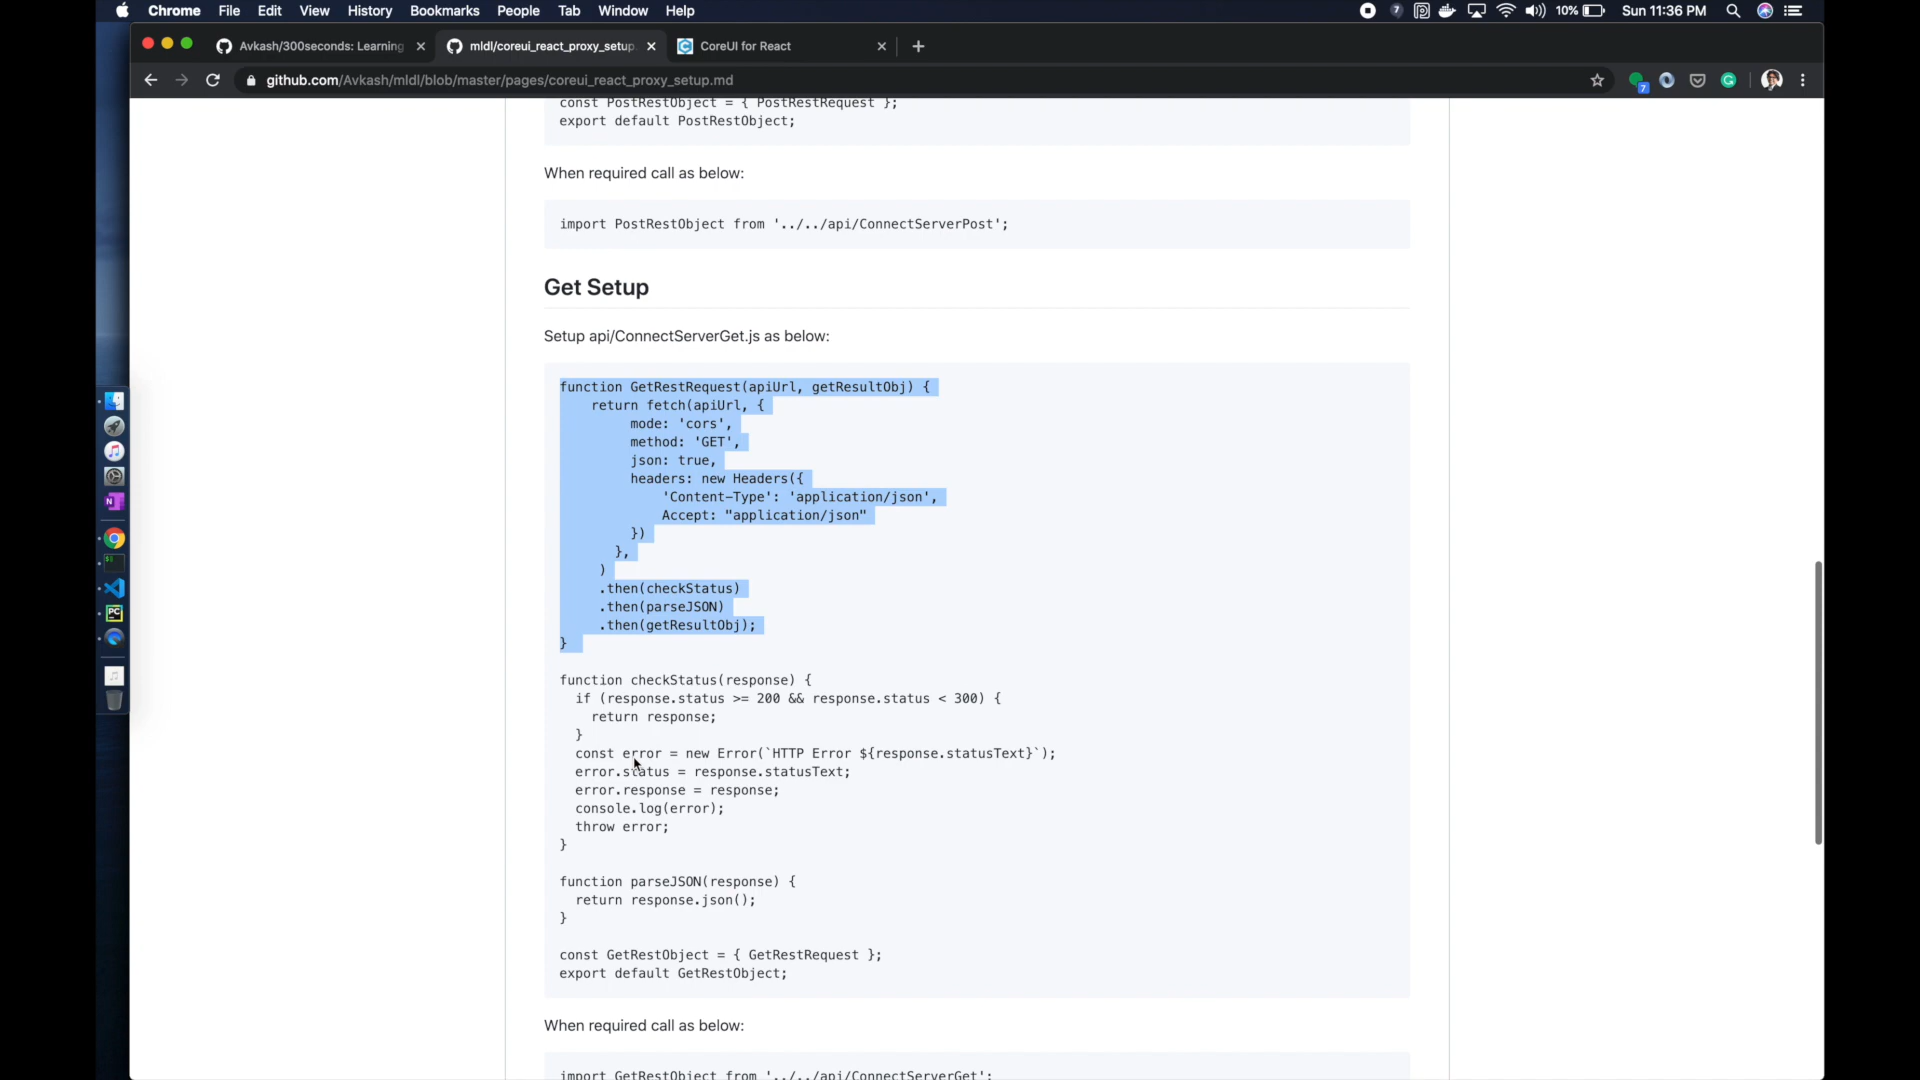 Chrome File Edit View History Bookmarks People Tab Window Help 7 10% Sun 11:36 PM
Avkash/300seconds: Learning mldl/coreui_react_proxy_setup. CoreUI for React
github.com/Avkash/mldl/blob/master/pages/coreui_react_proxy_setup.md 7
const PostRestObject = { PostRestRequest };
export default PostRestObject;
When required call as below:
import PostRestObject from '../../api/ConnectServerPost';
Get Setup
Setup api/ConnectServerGet.js as below:
function GetRestRequest(apiUrl, getResultObj) {
return fetch(apiUrl, {
mode: 'cors',
method: 'GET',
json: true,
headers: new Headers({
'Content-Type': 'application/json',
Accept: "application/json"
})
},
)
.then(checkStatus)
.then(parseJSON)
.then(getResultObj);
}
function checkStatus(response) {
if (response.status >= 200 && response.status < 300) {
return response;
}
const error = new Error(`HTTP Error ${response.statusText}`);
error.status = response.statusText;
error.response = response;
console.log(error);
throw error;
}
function parseJSON(response) {
return response.json();
}
const GetRestObject = { GetRestRequest };
export default GetRestObject;
When required call as below:
import GetRestObject from '../../api/ConnectServerGet';